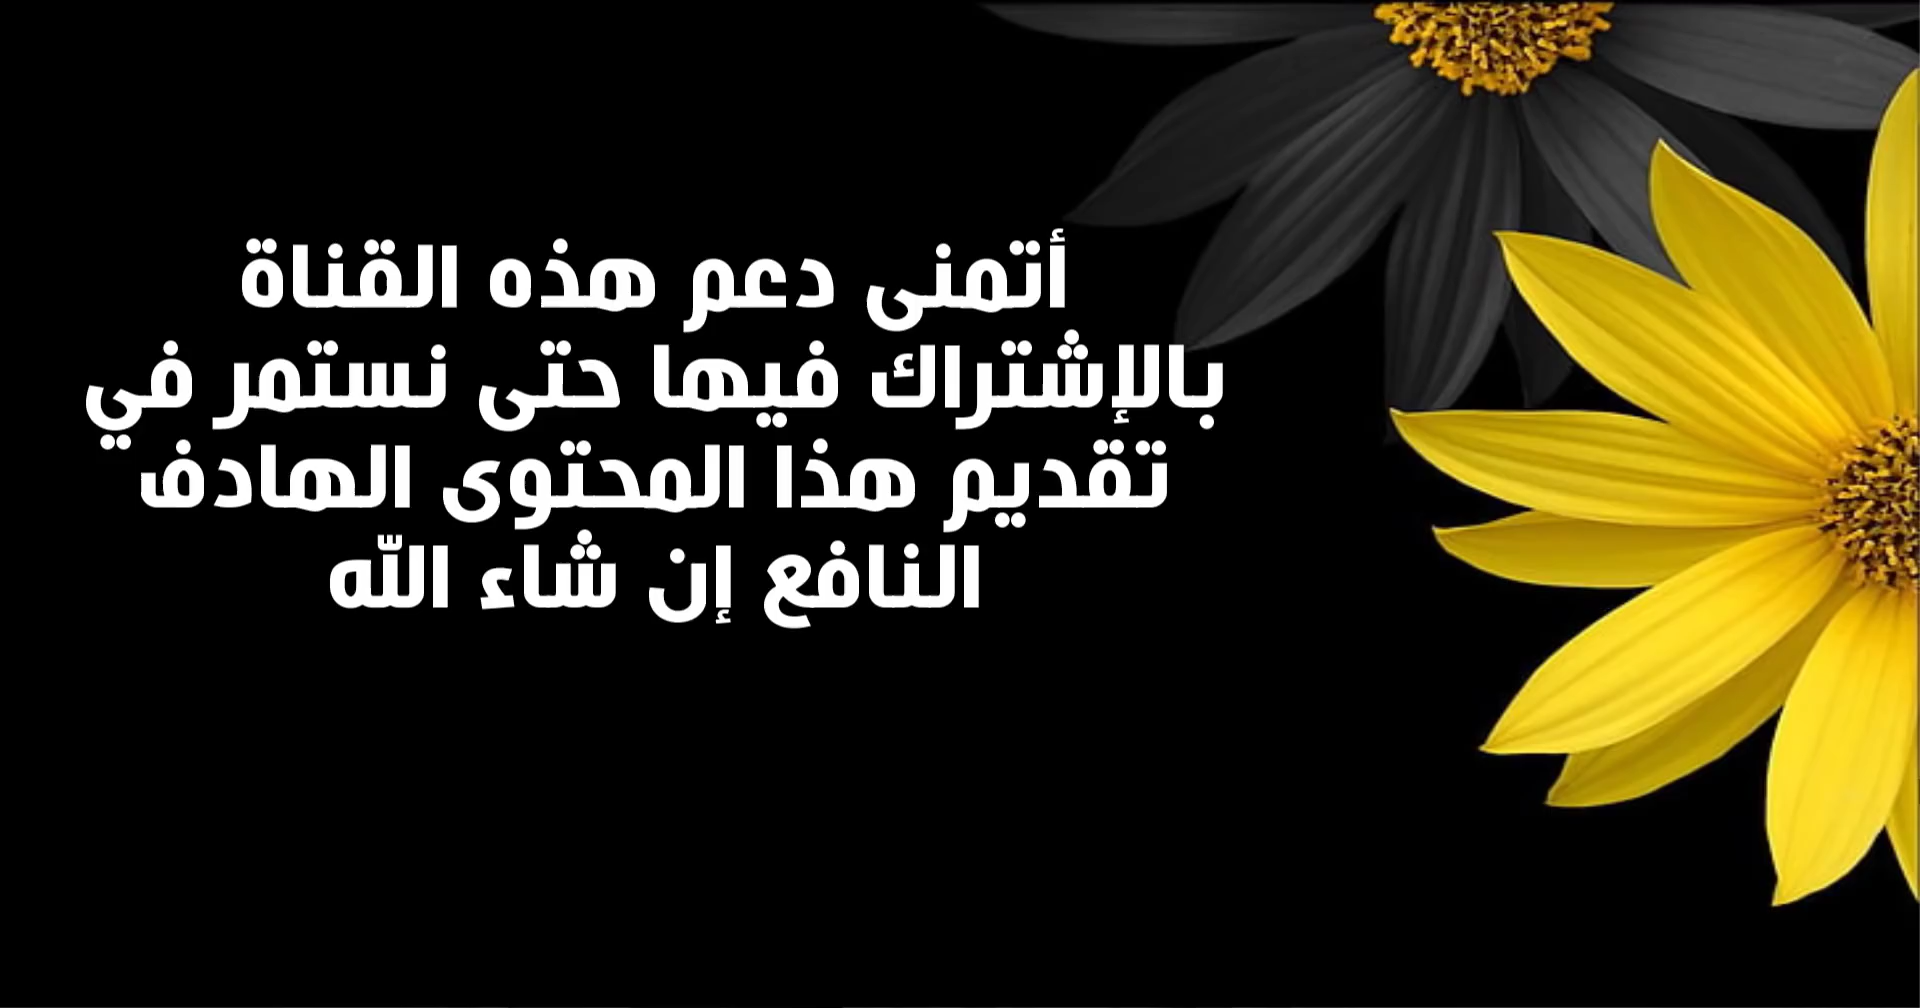 أتمنى دعم هذه القناة
بالإشتراك فيها حتى نستمر في
تقديم هذا المحتوى الهادف
النافع إن شاء الله